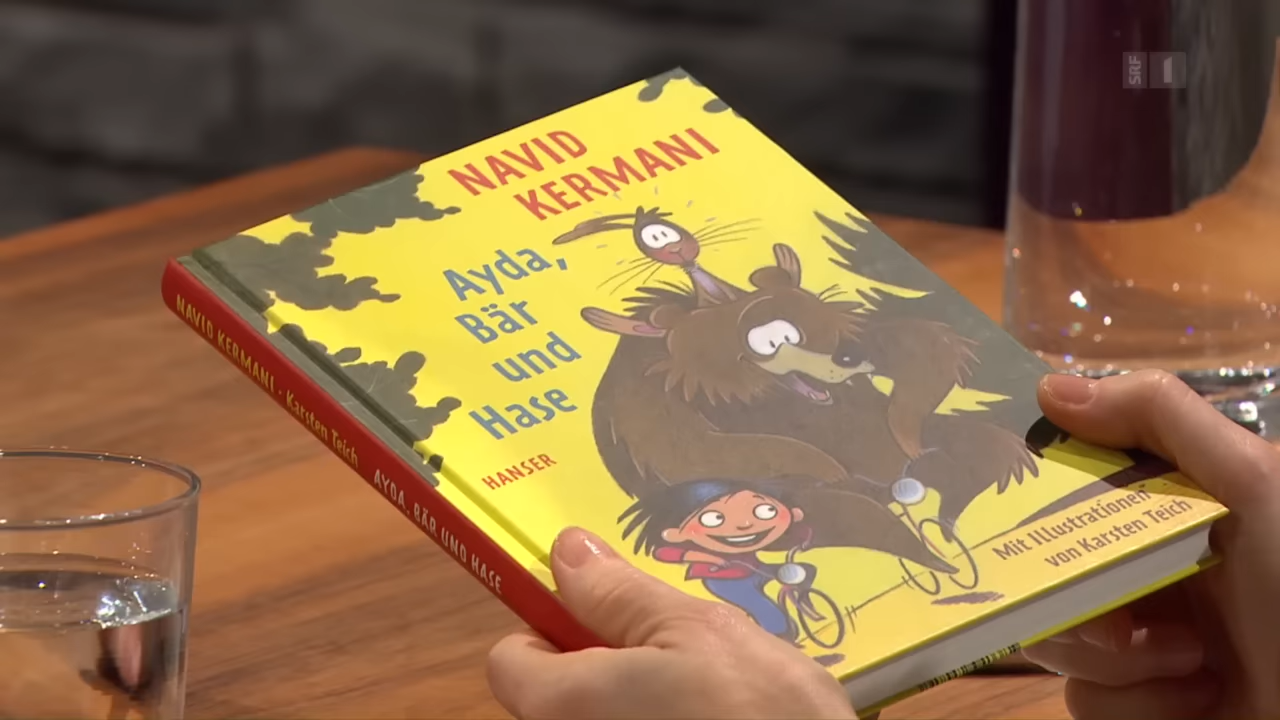 SRF 1
NAVID
KERMANI
Ayda,
Bär
und
Hase
HANSER
Mit Illustrationen
von Karsten Teich
NAVID KERMANI · Karsten Teich AYDA, BÄR UND HASE